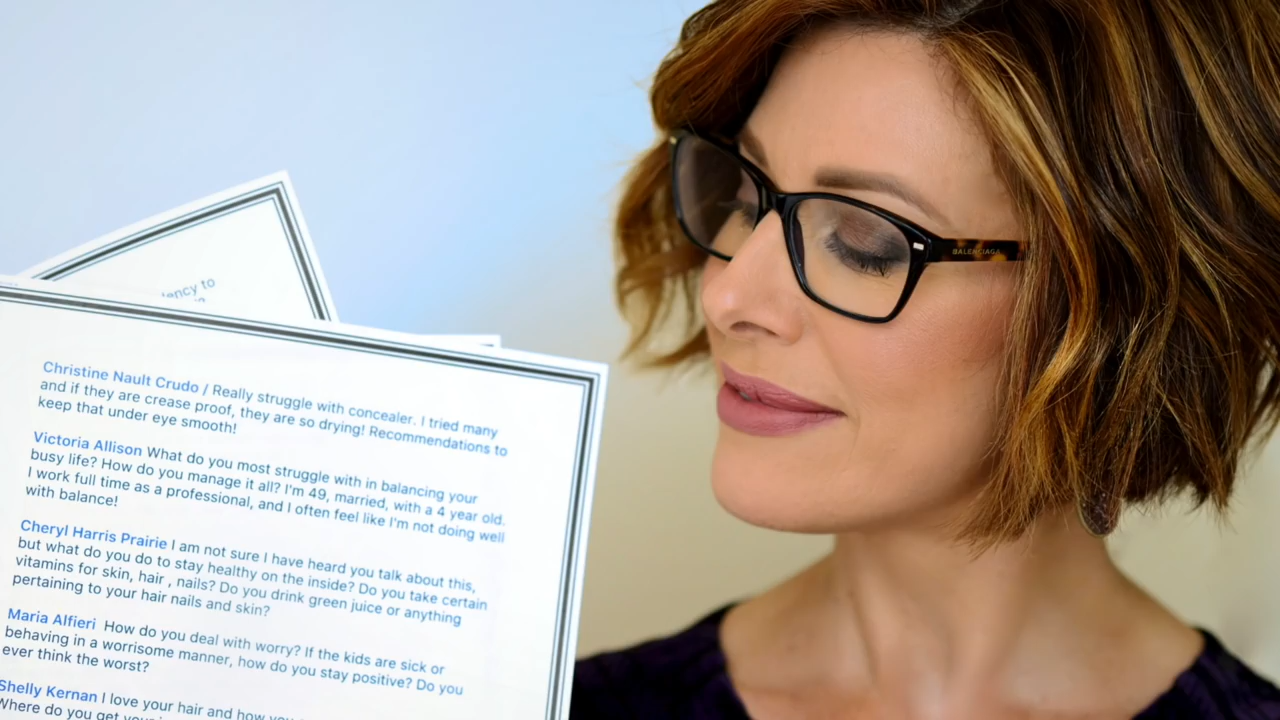 ency to
Christine Nault Crudo / Really struggle with concealer. I tried many
and if they are crease proof, they are so drying! Recommendations to
keep that under eye smooth!
Victoria Allison What do you most struggle with in balancing your
busy life? How do you manage it all? I'm 49, married, with a 4 year old.
I work full time as a professional, and I often feel like I'm not doing well
with balance!
Cheryl Harris Prairie I am not sure I have heard you talk about this,
but what do you do to stay healthy on the inside? Do you take certain
vitamins for skin, hair , nails? Do you drink green juice or anything
pertaining to your hair nails and skin?
Maria Alfieri How do you deal with worry? If the kids are sick or
behaving in a worrisome manner, how do you stay positive? Do you
ever think the worst?
Shelly Kernan I love your hair and how you
Where do you get your
BALENCIAGA